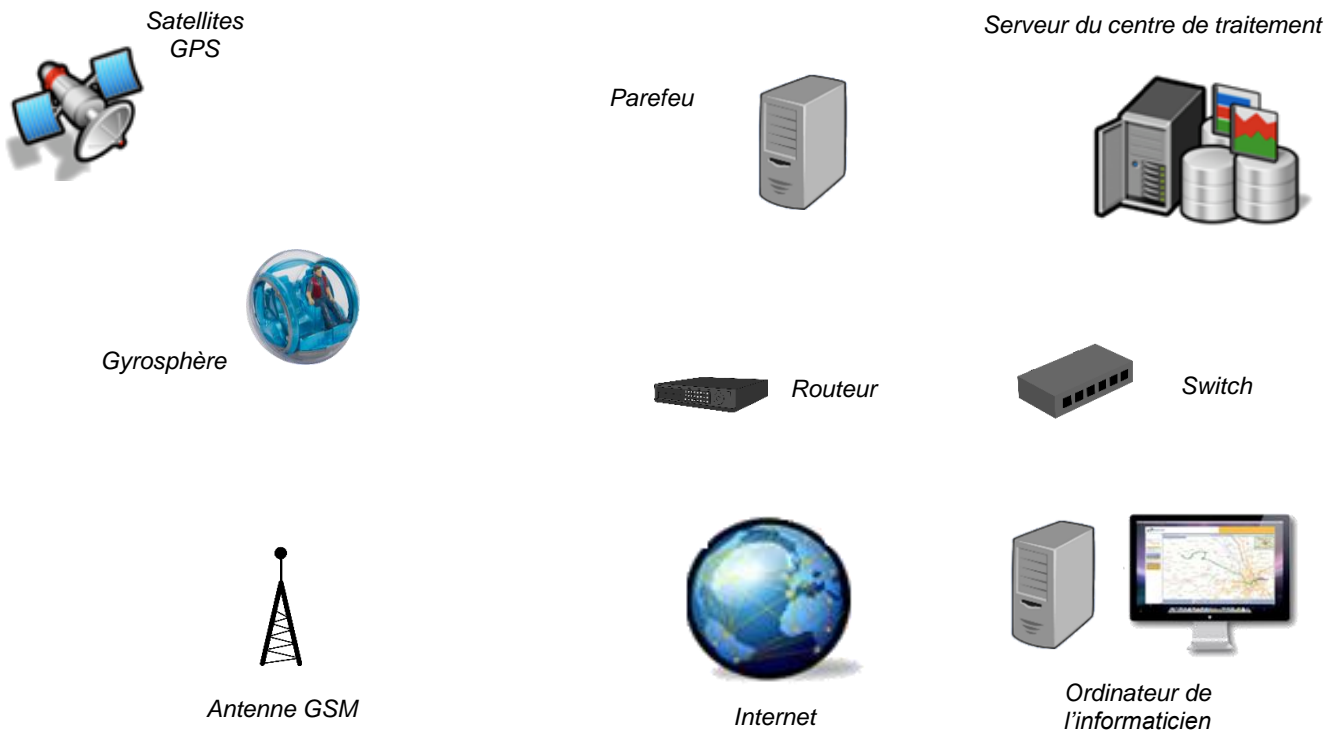 Satellites
GPS
Serveur du centre de traitement
Parefeu
Gyrosphère
Routeur
Switch
Antenne GSM
Internet
Ordinateur de
l'informaticien